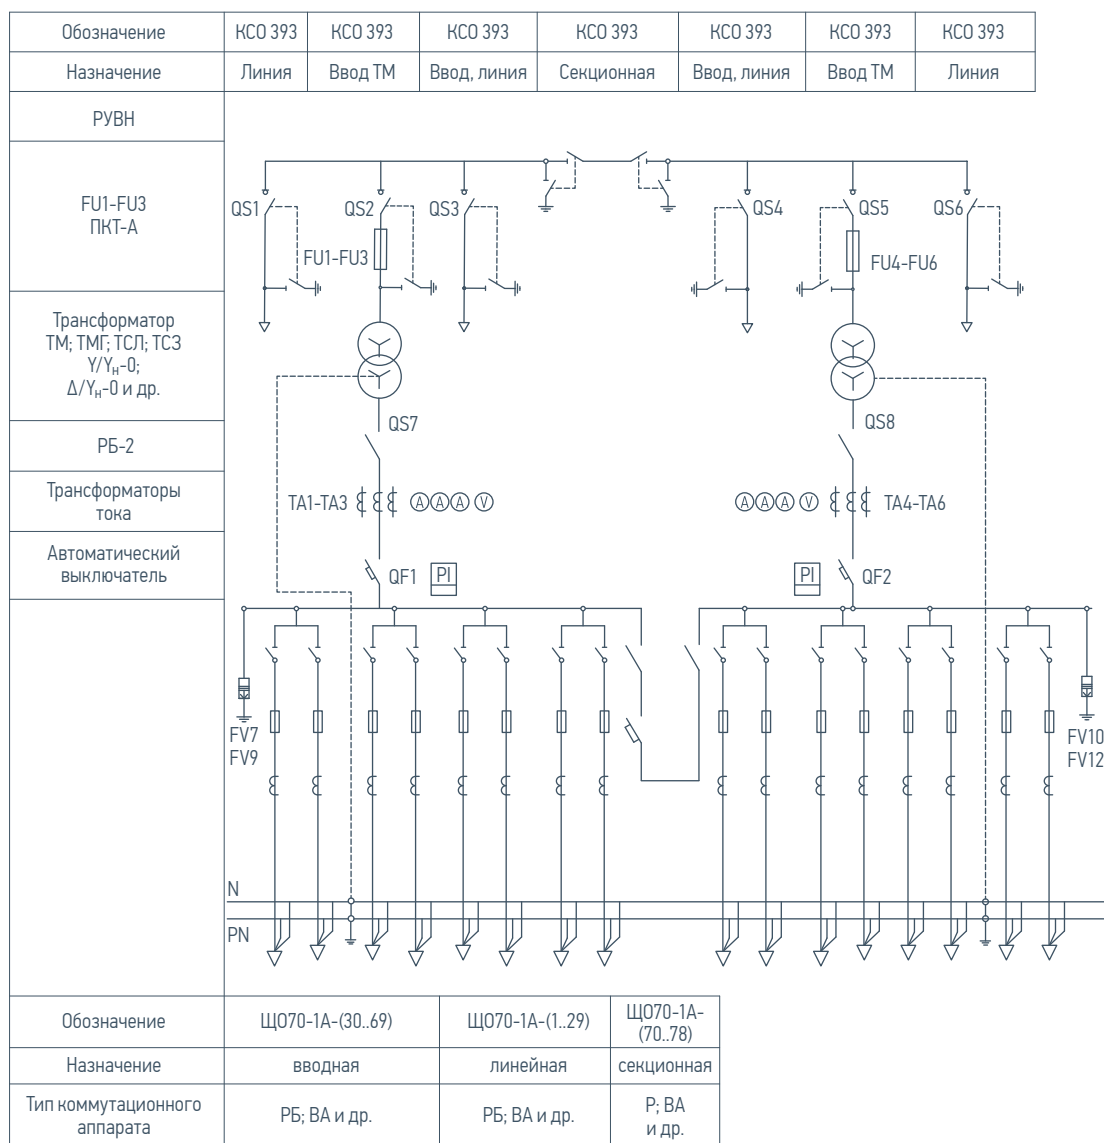 Обозначение КСО 393 КСО 393 КСО 393 КСО 393 КСО 393 КСО 393 КСО 393
Назначение Линия Ввод ТМ Ввод, линия Секционная Ввод, линия Ввод ТМ Линия
РУВН
FU1-FU3
ПКТ-А
QS1 QS2 QS3 QS4 QS5 QS6
FU1-FU3 FU4-FU6
Трансформатор
ТМ; ТМГ; ТСЛ; ТСЗ
Y/Yн-0;
Δ/Yн-0 и др.
QS7 QS8
РБ-2
Трансформаторы
тока
TA1-TA3 A A A V A A A V TA4-TA6
Автоматический
выключатель
QF1 PI PI QF2
FV7
FV9
FV10
FV12
N
PN
Обозначение ЩО70-1А-(30..69) ЩО70-1А-(1..29) ЩО70-1А-
(70..78)
Назначение вводная линейная секционная
Тип коммутационного
аппарата
РБ; ВА и др. РБ; ВА и др. Р; ВА
и др.